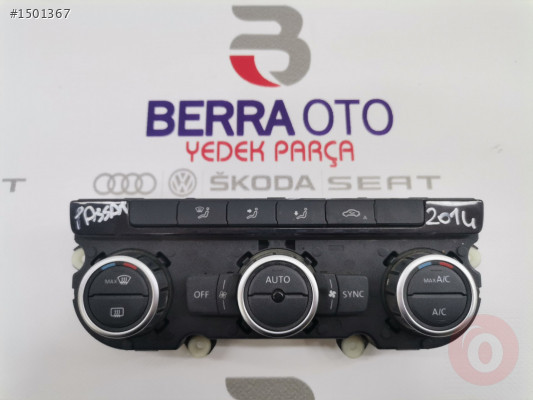 #1501367
BERRA OTO
YEDEK PARÇA
T ŠKODA SEAT
PASSAT 2014
MAX AUTO MAX A/C
OFF SYNC A/C